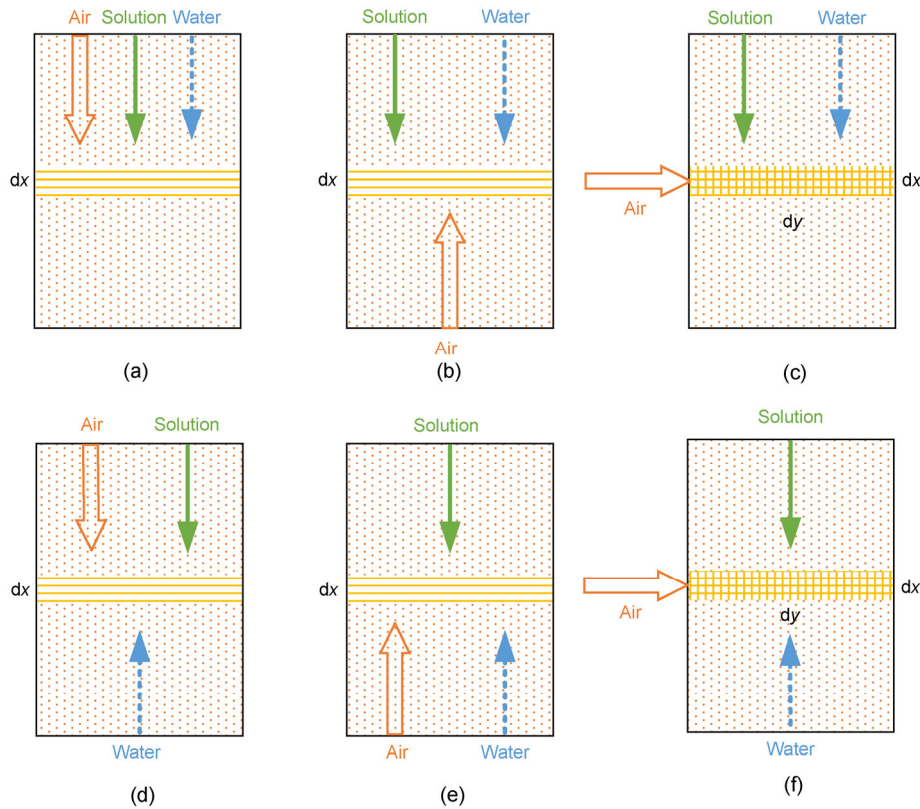 Air Solution Water
dx
(a)
Solution Water
dx
Air
(b)
Solution Water
Air
dx
dy
(c)
Air Solution
dx
Water
(d)
Solution
dx
Air Water
(e)
Solution
Air
dx
dy
Water
(f)